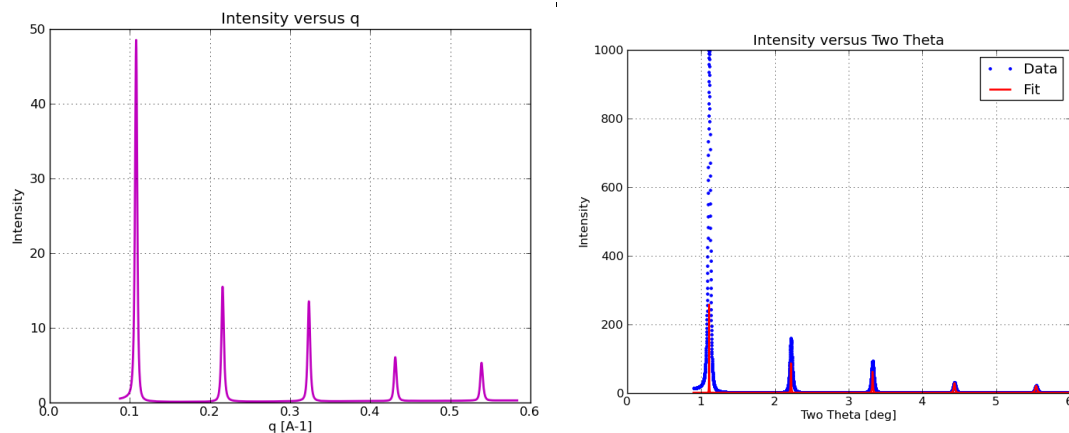 Intensity versus q
50
40
30
20
10
0
Intensity
0.0 0.1 0.2 0.3 0.4 0.5 0.6
q [A-1]
Intensity versus Two Theta
1000
800
600
400
200
0
Intensity
0 1 2 3 4 5 6
Two Theta [deg]
Data
Fit